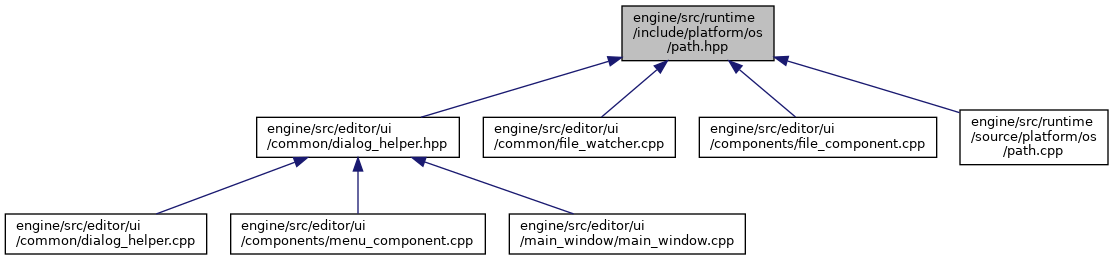 engine/src/runtime
/include/platform/os
/path.hpp
engine/src/editor/ui
/common/dialog_helper.hpp
engine/src/editor/ui
/common/file_watcher.cpp
engine/src/editor/ui
/components/file_component.cpp
engine/src/runtime
/source/platform/os
/path.cpp
engine/src/editor/ui
/common/dialog_helper.cpp
engine/src/editor/ui
/components/menu_component.cpp
engine/src/editor/ui
/main_window/main_window.cpp